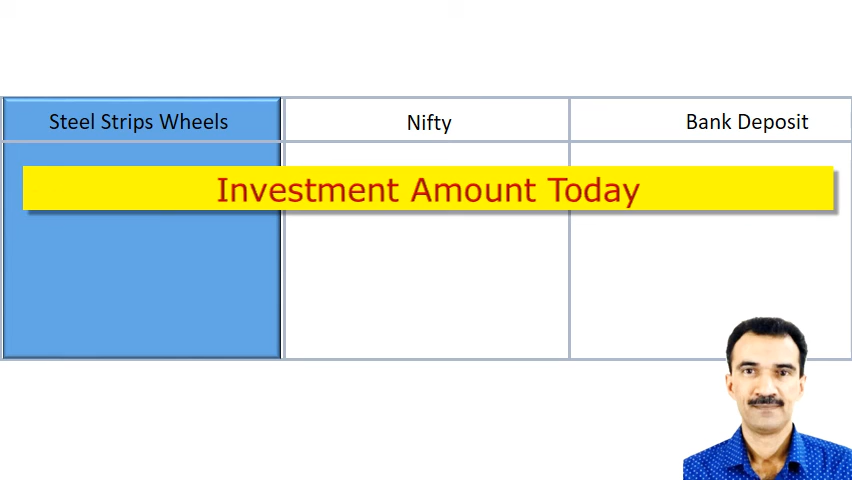 Steel Strips Wheels
Nifty
Bank Deposit
Investment Amount Today